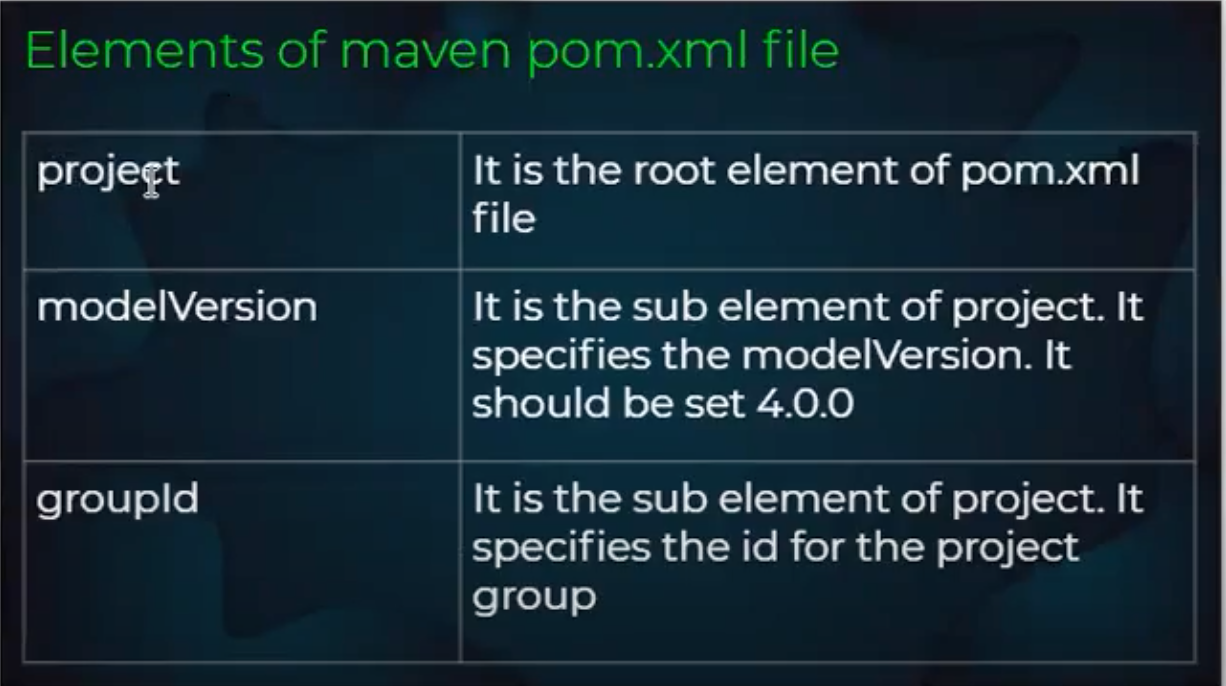 Elements of maven pom.xml file
project
It is the root element of pom.xml
file
modelVersion
It is the sub element of project. It
specifies the modelVersion. It
should be set 4.0.0
groupId
It is the sub element of project. It
specifies the id for the project
group